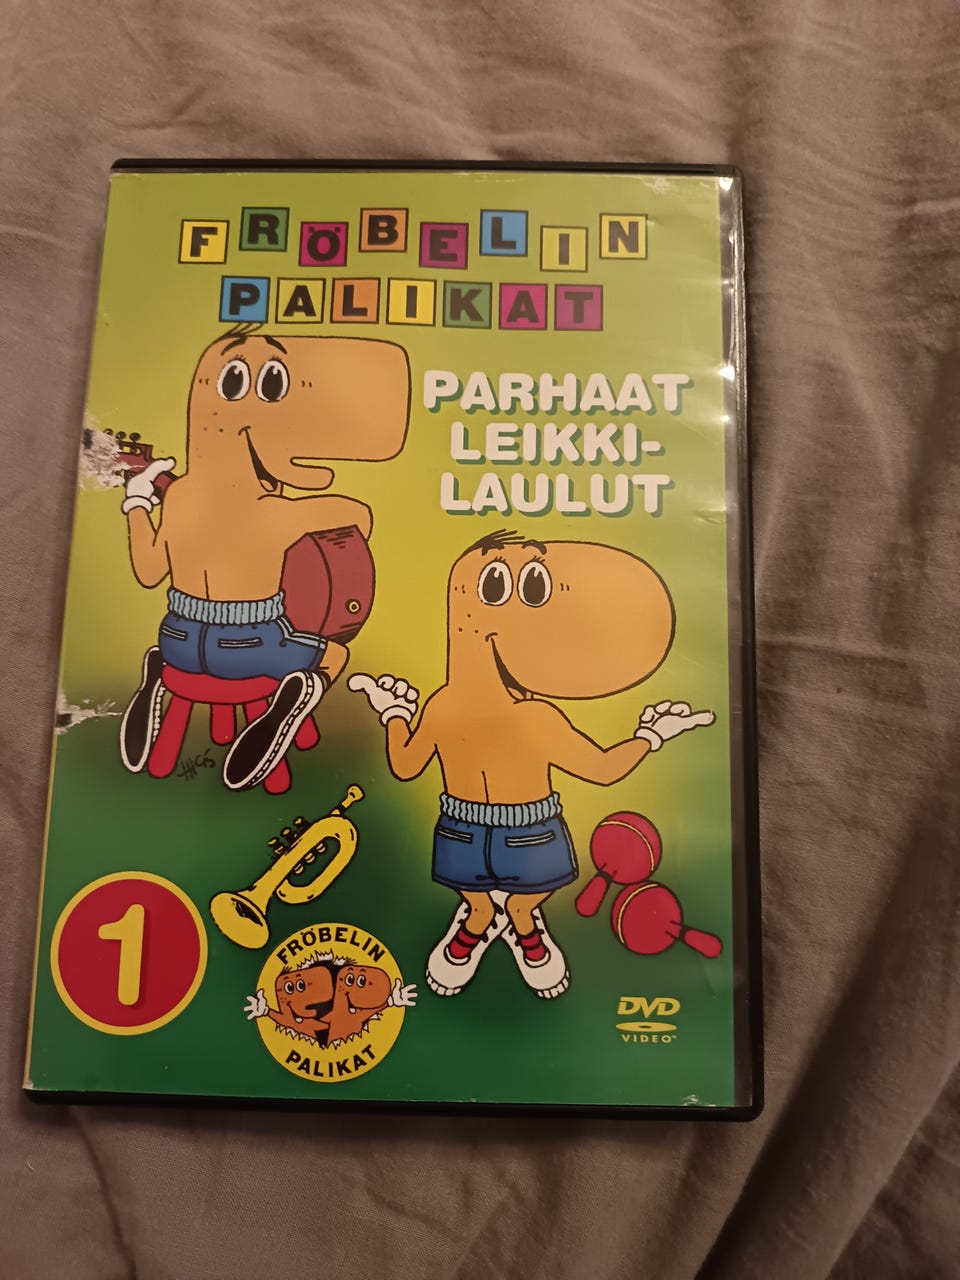 FRÖBELIN
PALIKAT
PARHAAT
LEIKKI-
LAULUT
1
FRÖBELIN
PALIKAT
DVD
VIDEO